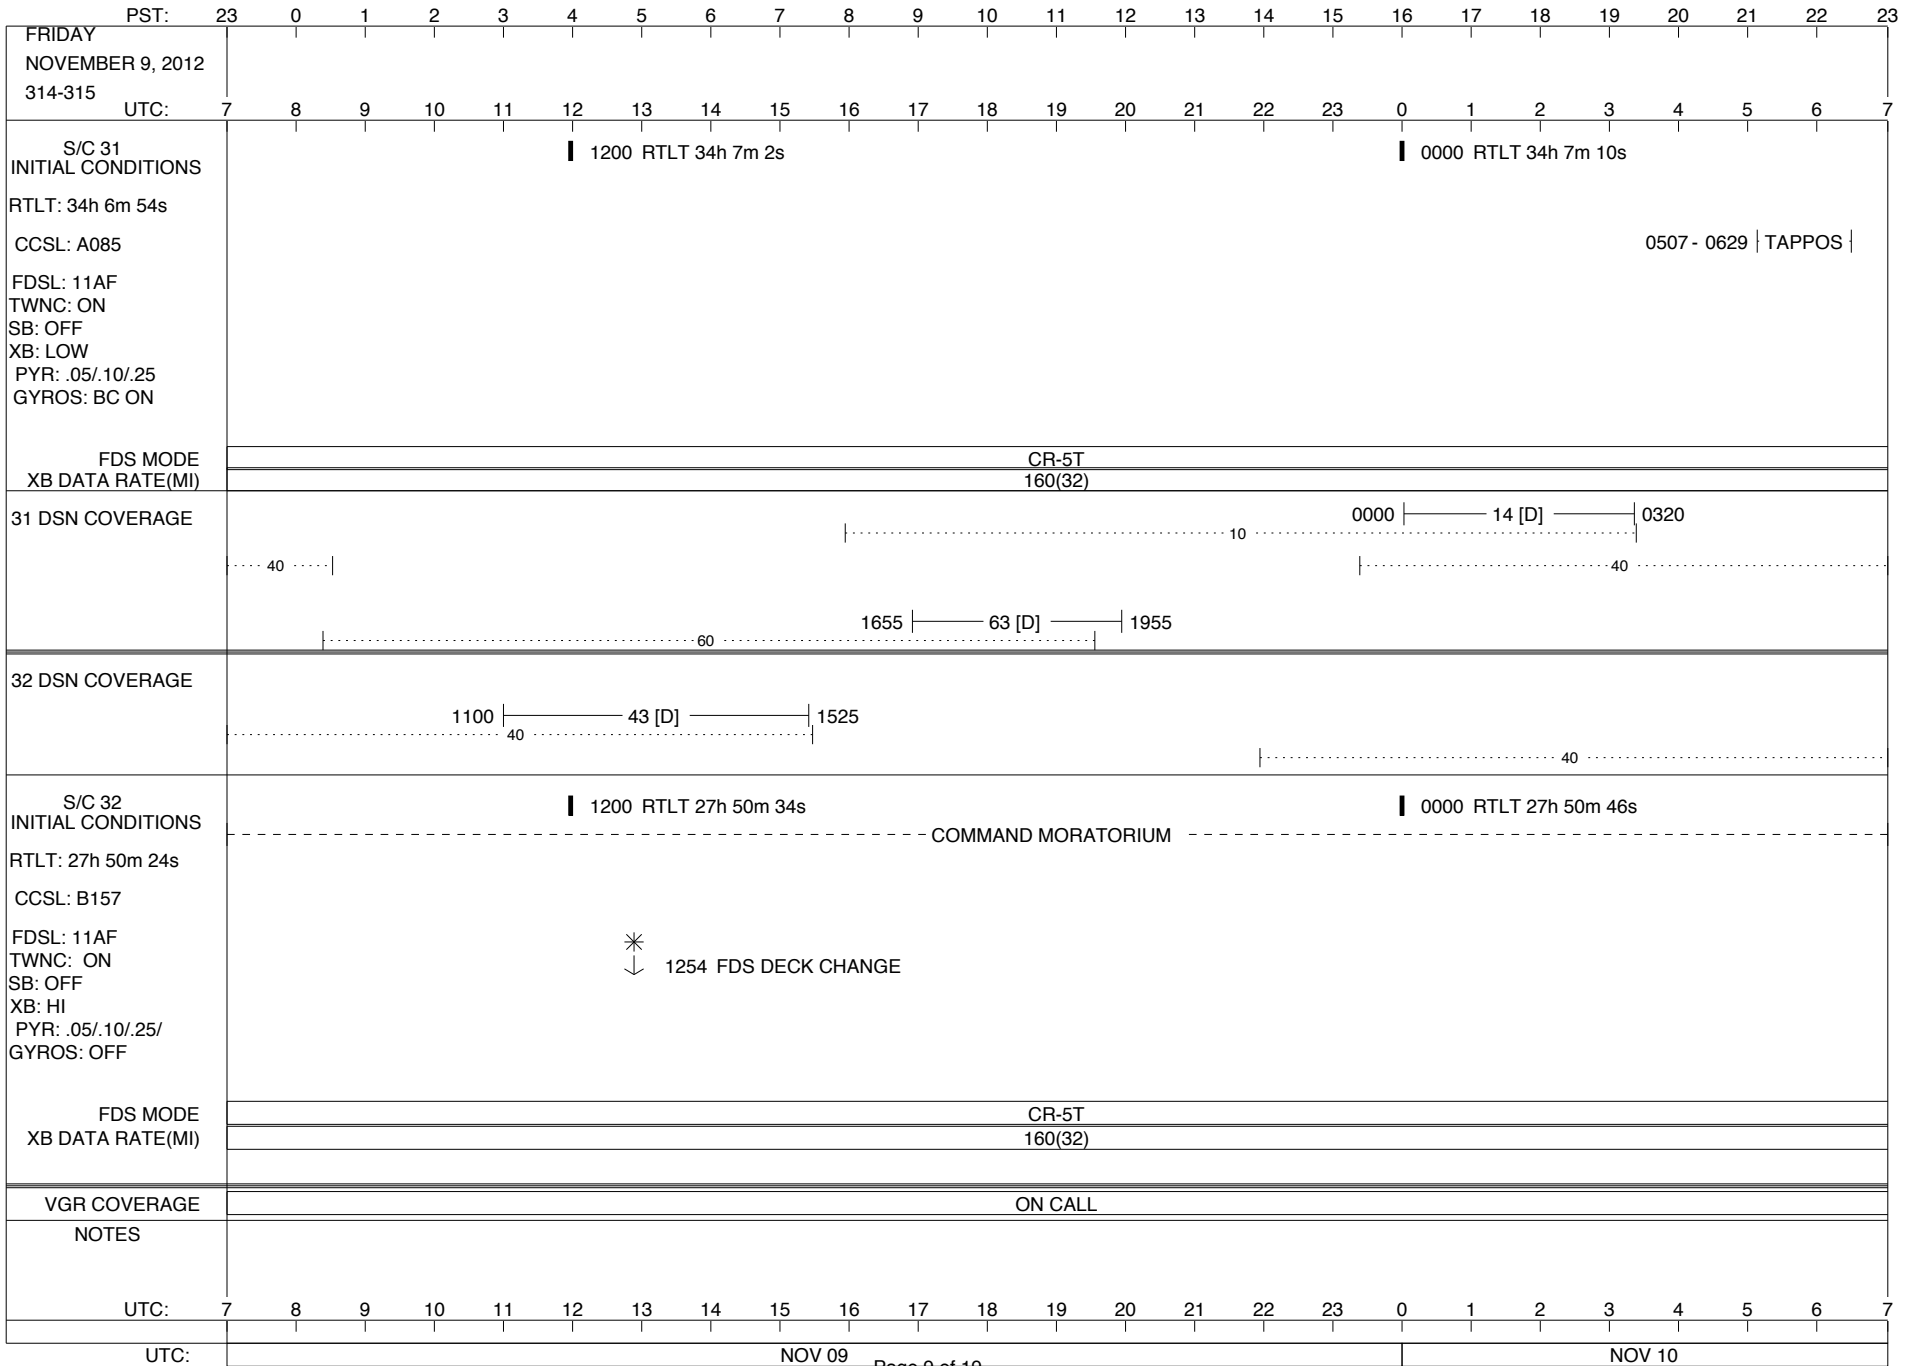 PST: 23 0 1 2 3 4 5 6 7 8 9 10 11 12 13 14 15 16 17 18 19 20 21 22 23
FRIDAY
NOVEMBER 9, 2012
314-315
UTC: 7 8 9 10 11 12 13 14 15 16 17 18 19 20 21 22 23 0 1 2 3 4 5 6 7
S/C 31
INITIAL CONDITIONS
1200 RTLT 34h 7m 2s
0000 RTLT 34h 7m 10s
RTLT: 34h 6m 54s
CCSL: A085
0507 - 0629 TAPPOS
FDSL: 11AF
TWNC: ON
SB: OFF
XB: LOW
PYR: .05/.10/.25
GYROS: BC ON
FDS MODE CR-5T
XB DATA RATE(MI) 160(32)
31 DSN COVERAGE
0000 14 [D] 0320
10
40 40
1655 63 [D] 1955
60
32 DSN COVERAGE
1100 43 [D] 1525
40
40
S/C 32
INITIAL CONDITIONS
1200 RTLT 27h 50m 34s
0000 RTLT 27h 50m 46s
COMMAND MORATORIUM
RTLT: 27h 50m 24s
CCSL: B157
FDSL: 11AF
TWNC: ON
SB: OFF
XB: HI
PYR: .05/.10/.25/
GYROS: OFF
1254 FDS DECK CHANGE
FDS MODE CR-5T
XB DATA RATE(MI) 160(32)
VGR COVERAGE ON CALL
NOTES
UTC: 7 8 9 10 11 12 13 14 15 16 17 18 19 20 21 22 23 0 1 2 3 4 5 6 7
UTC: NOV 09 NOV 10
Page 9 of 19